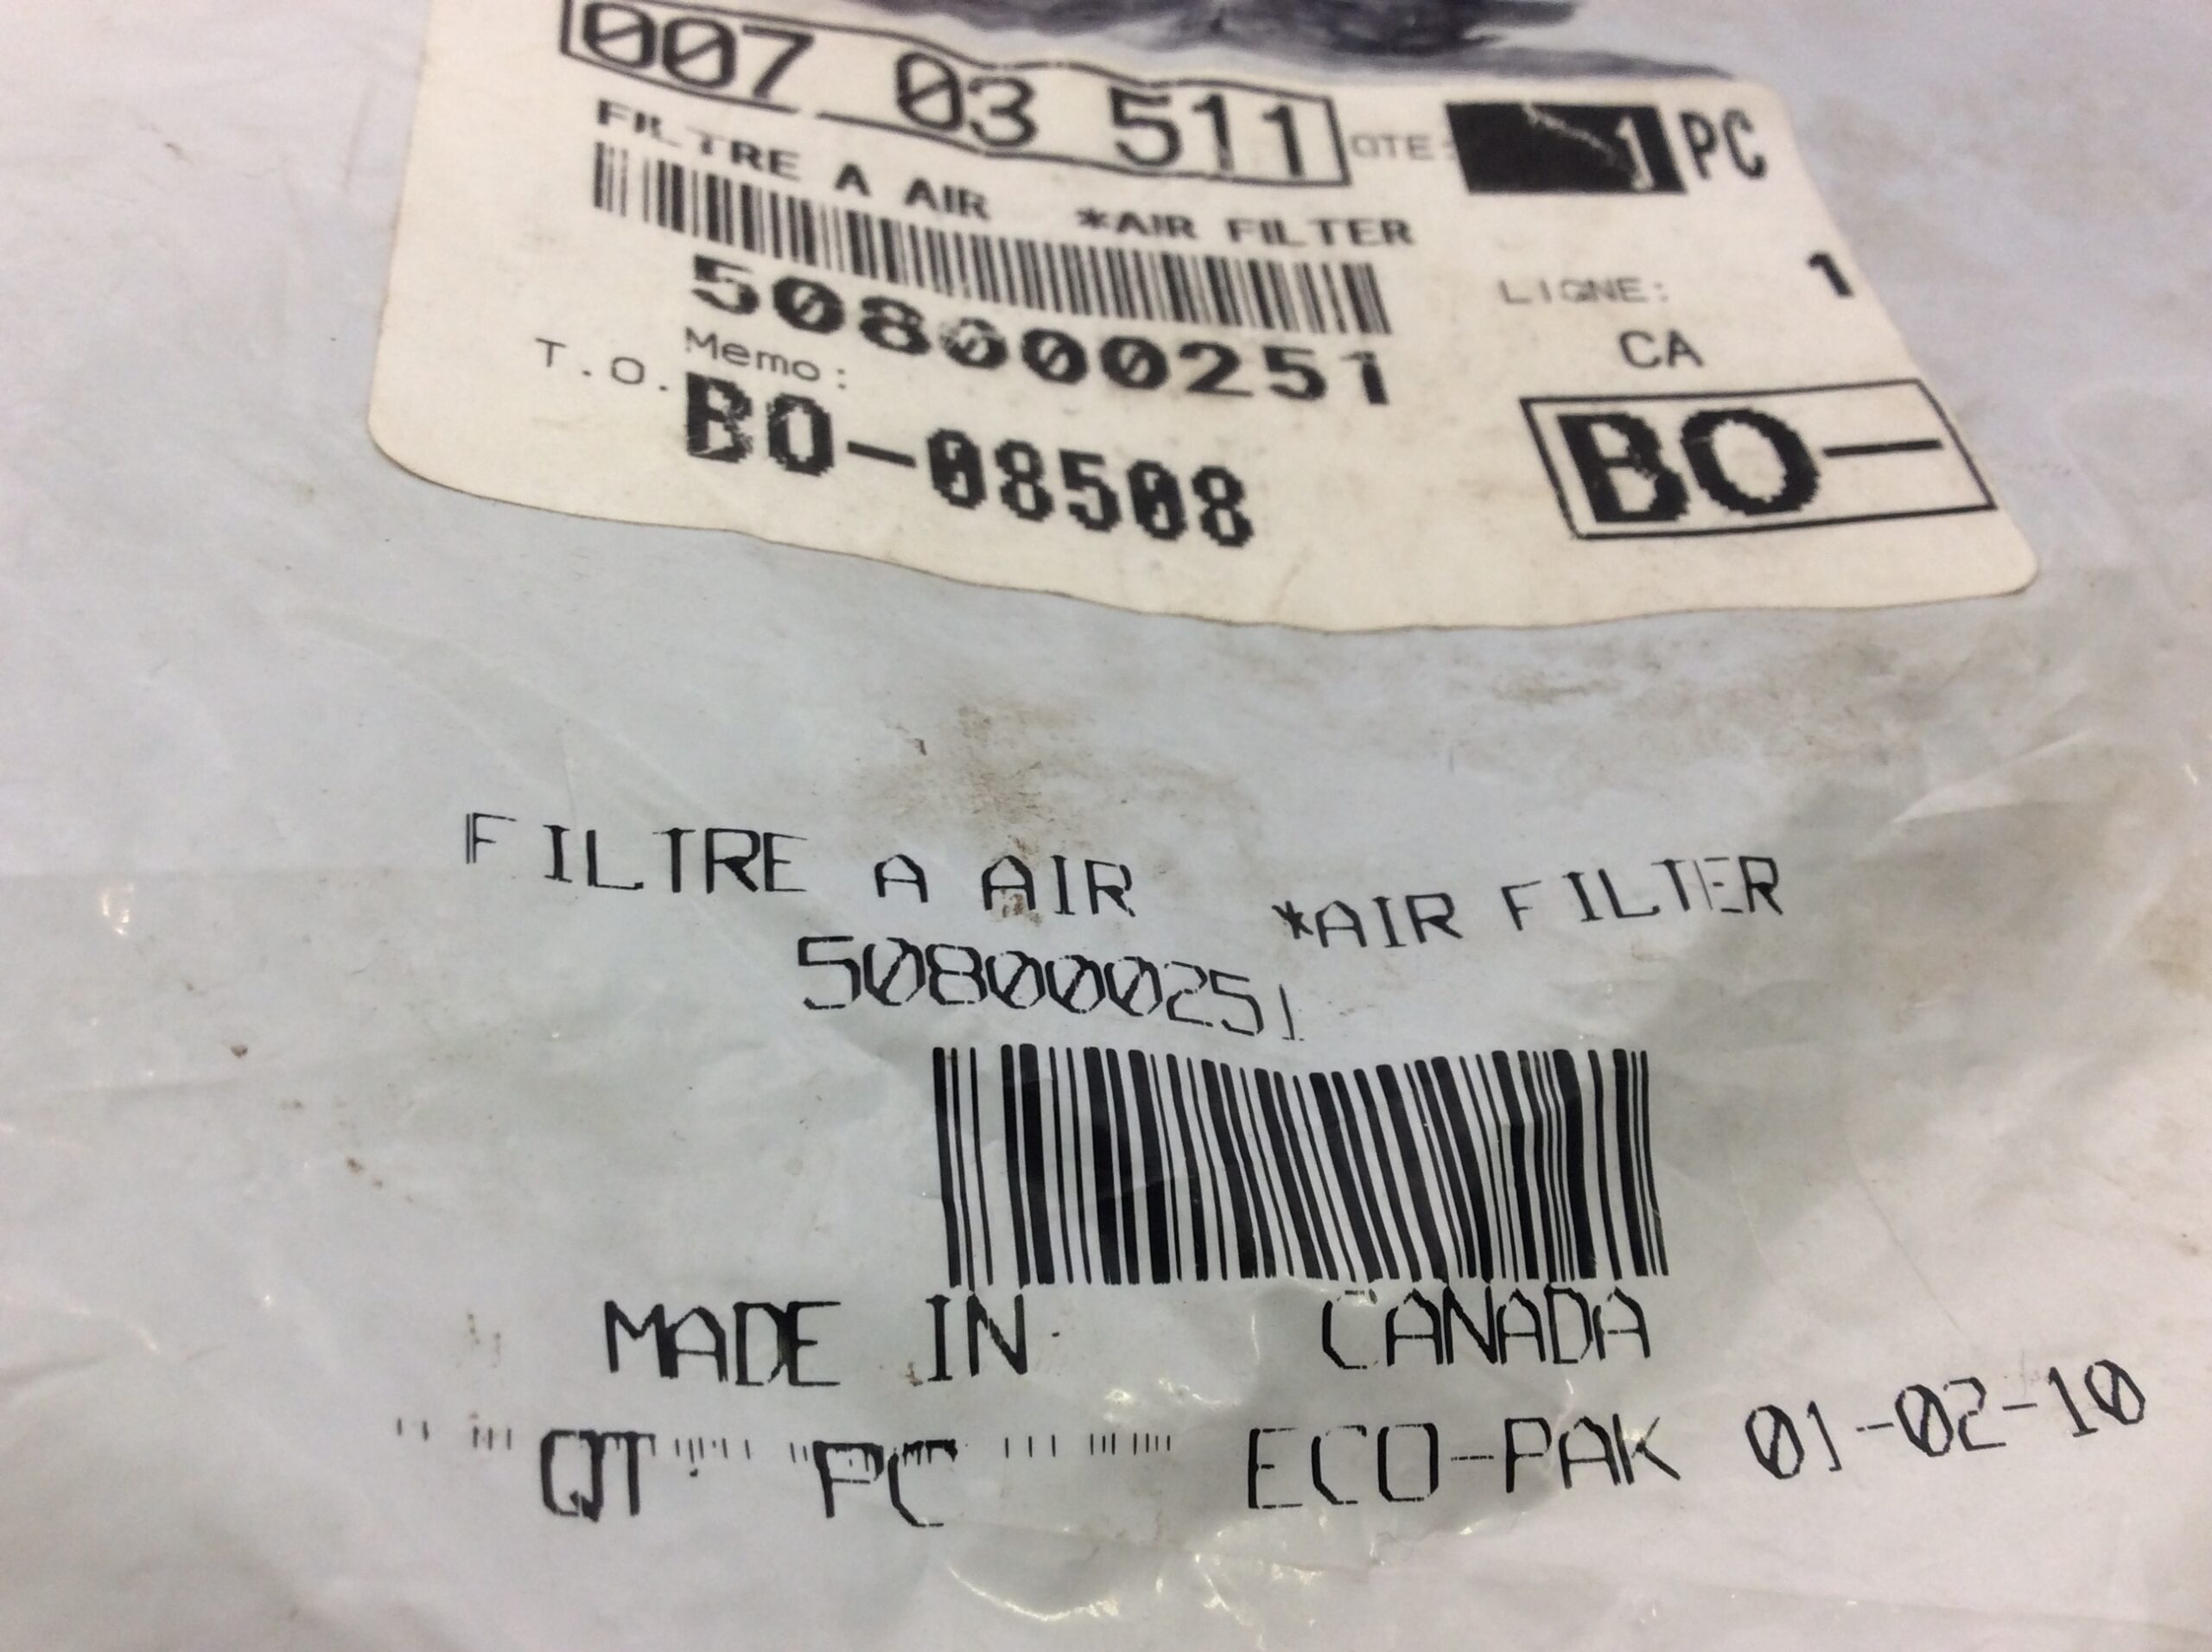 007 03 511 QTE: 1 PC
FILTRE A AIR *AIR FILTER
508000251
LIGNE: 1
Memo:
CA
T.O. BO-08508
BO-
FILTRE A AIR *AIR FILTER
508000251
MADE IN CANADA
QT PC ECO-PAK 01-02-10